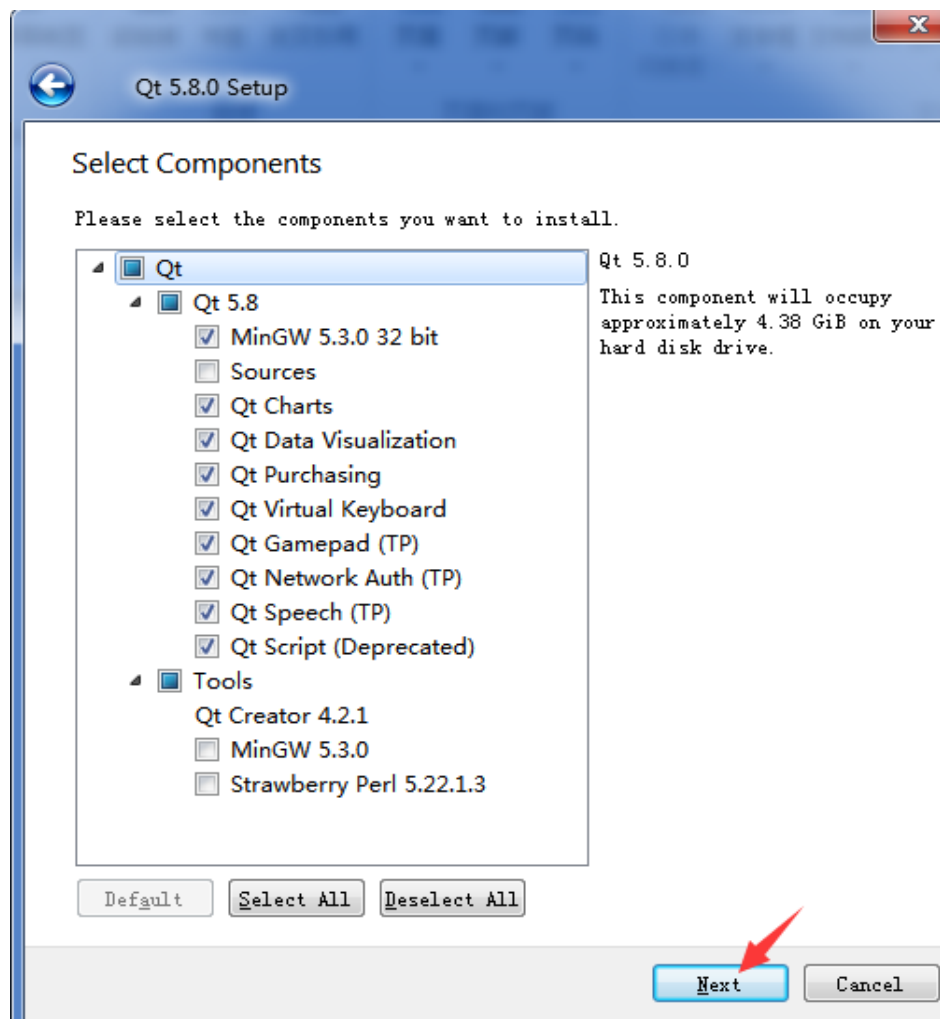 Qt 5.8.0 Setup
Select Components
Please select the components you want to install.
Qt
Qt 5.8
MinGW 5.3.0 32 bit
Sources
Qt Charts
Qt Data Visualization
Qt Purchasing
Qt Virtual Keyboard
Qt Gamepad (TP)
Qt Network Auth (TP)
Qt Speech (TP)
Qt Script (Deprecated)
Tools
Qt Creator 4.2.1
MinGW 5.3.0
Strawberry Perl 5.22.1.3
Qt 5.8.0
This component will occupy
approximately 4.38 GiB on your
hard disk drive.
Default
Select All
Deselect All
Next
Cancel